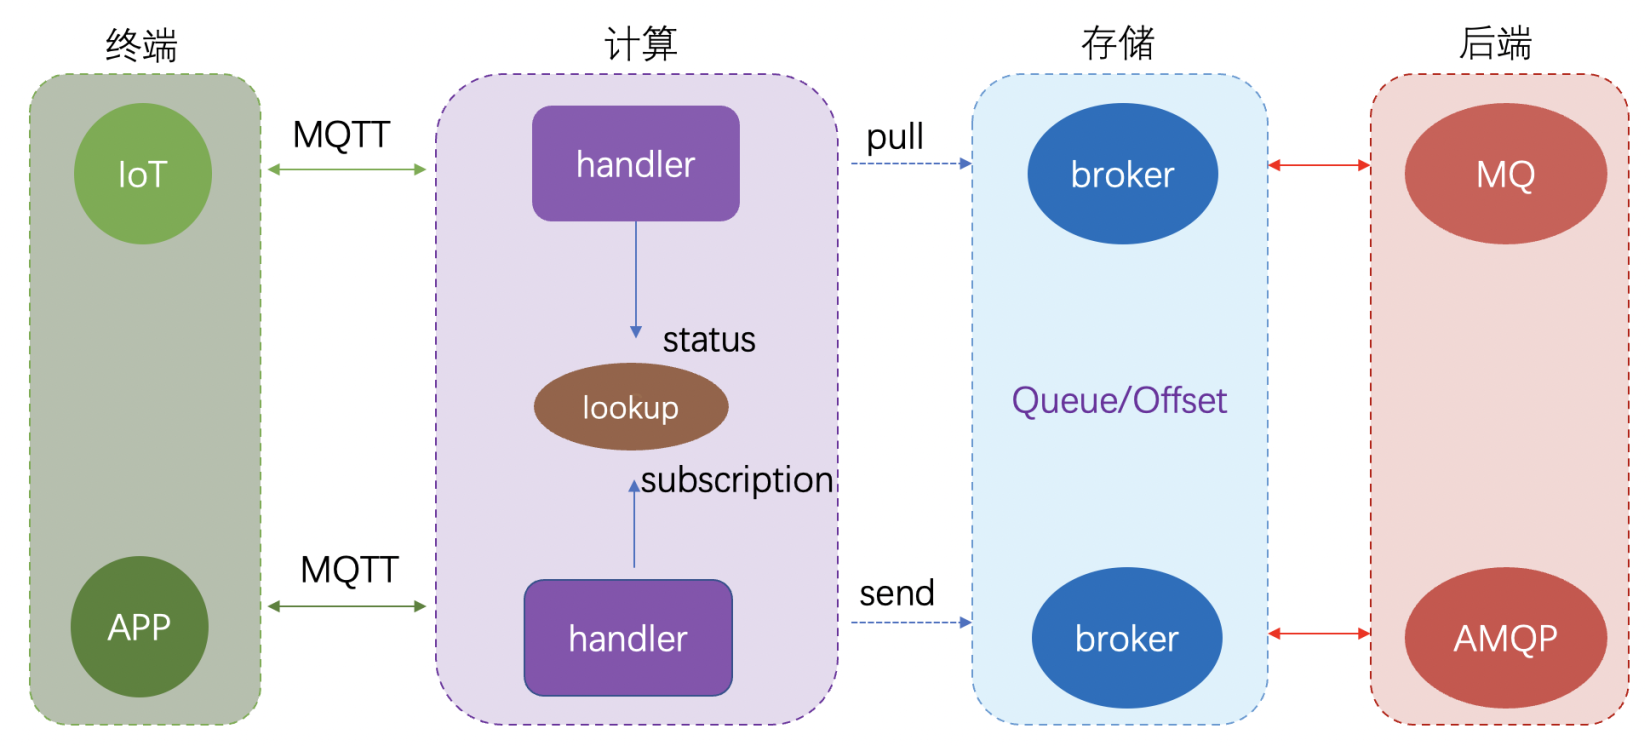 终端
计算
存储
后端
IoT
MQTT
handler
pull
broker
MQ
status
lookup
Queue/Offset
subscription
APP
MQTT
handler
send
broker
AMQP